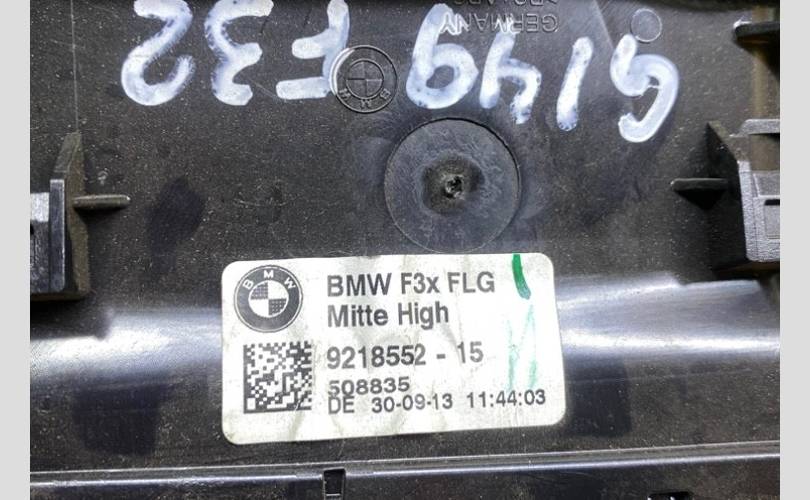 GERMANY
F32
BMW
BMW
BMW F3x FLG
Mitte High
9218552 - 15
508835
DE 30-09-13 11:44:03